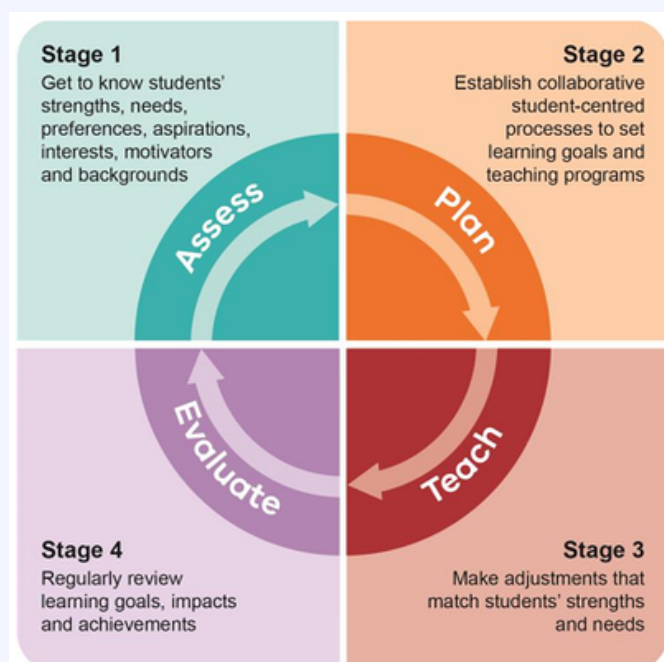 Stage 1
Get to know students'
strengths, needs,
preferences, aspirations,
interests, motivators
and backgrounds
Stage 2
Establish collaborative
student-centred
processes to set
learning goals and
teaching programs
Assess
Plan
Evaluate
Teach
Stage 4
Regularly review
learning goals, impacts
and achievements
Stage 3
Make adjustments that
match students' strengths
and needs